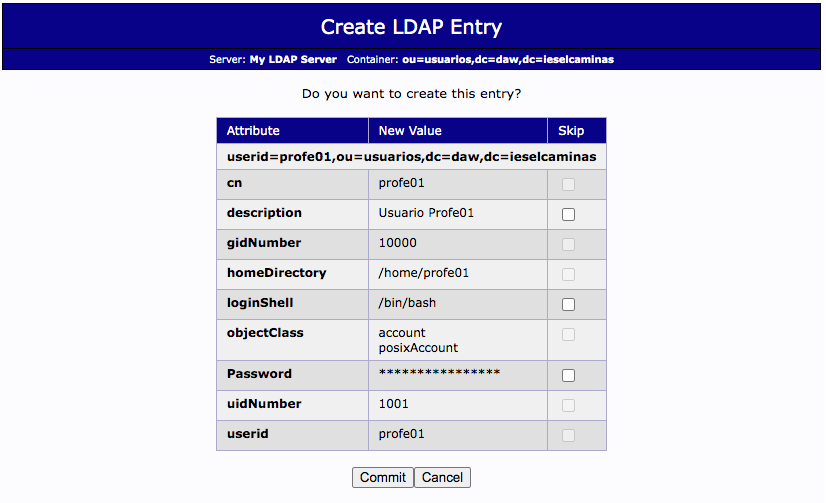 Create LDAP Entry
Server: My LDAP Server Container: ou=usuarios,dc=daw,dc=ieselcaminas
Do you want to create this entry?
Attribute New Value Skip
userid=profe01,ou=usuarios,dc=daw,dc=ieselcaminas
cn profe01
description Usuario Profe01
gidNumber 10000
homeDirectory /home/profe01
loginShell /bin/bash
objectClass account
posixAccount
Password ****************
uidNumber 1001
userid profe01
Commit Cancel